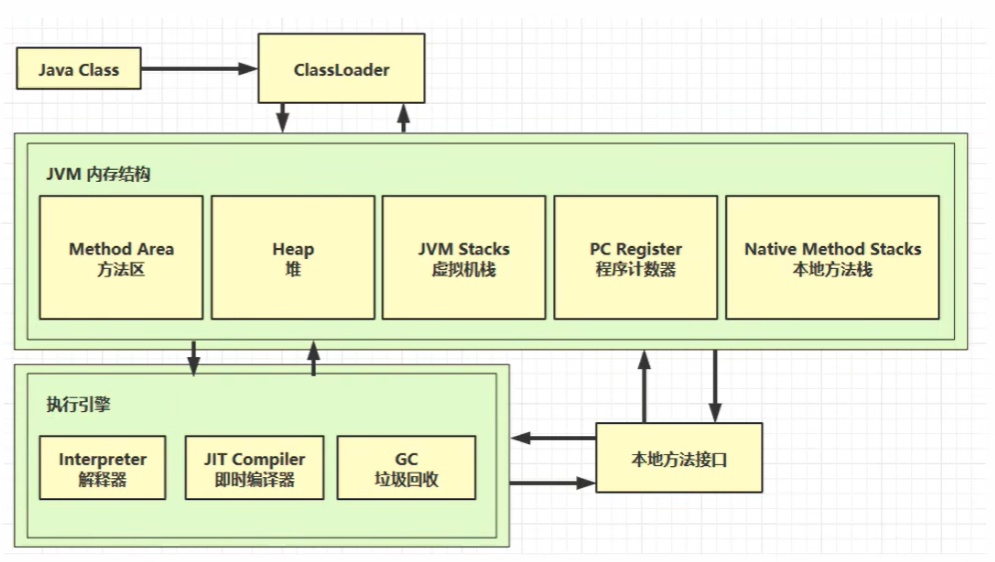 Java Class
ClassLoader
JVM 内存结构
Method Area
方法区
Heap
堆
JVM Stacks
虚拟机栈
PC Register
程序计数器
Native Method Stacks
本地方法栈
执行引擎
Interpreter
解释器
JIT Compiler
即时编译器
GC
垃圾回收
本地方法接口